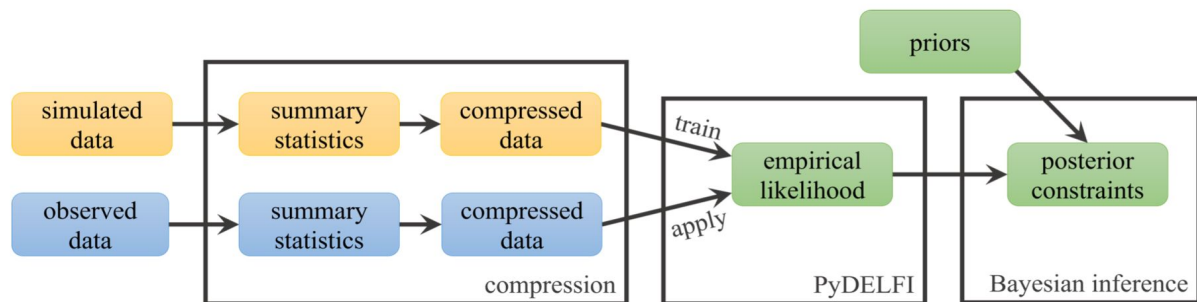 priors
simulated
data
summary
statistics
compressed
data
train
empirical
likelihood
posterior
constraints
observed
data
summary
statistics
compressed
data
apply
compression
PyDELFI
Bayesian inference